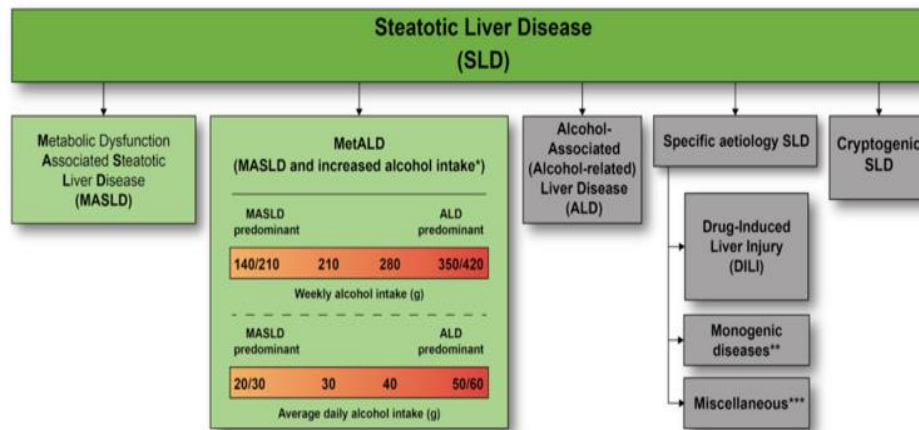 Steatotic Liver Disease
(SLD)
Metabolic Dysfunction
Associated Steatotic
Liver Disease
(MASLD)
MetALD
(MASLD and increased alcohol intake*)
MASLD
predominant
ALD
predominant
140/210 210 280 350/420
Weekly alcohol intake (g)
MASLD
predominant
ALD
predominant
20/30 30 40 50/60
Average daily alcohol intake (g)
Alcohol-
Associated
(Alcohol-related)
Liver Disease
(ALD)
Specific aetiology SLD
Drug-Induced
Liver Injury
(DILI)
Monogenic
diseases**
Miscellaneous***
Cryptogenic
SLD